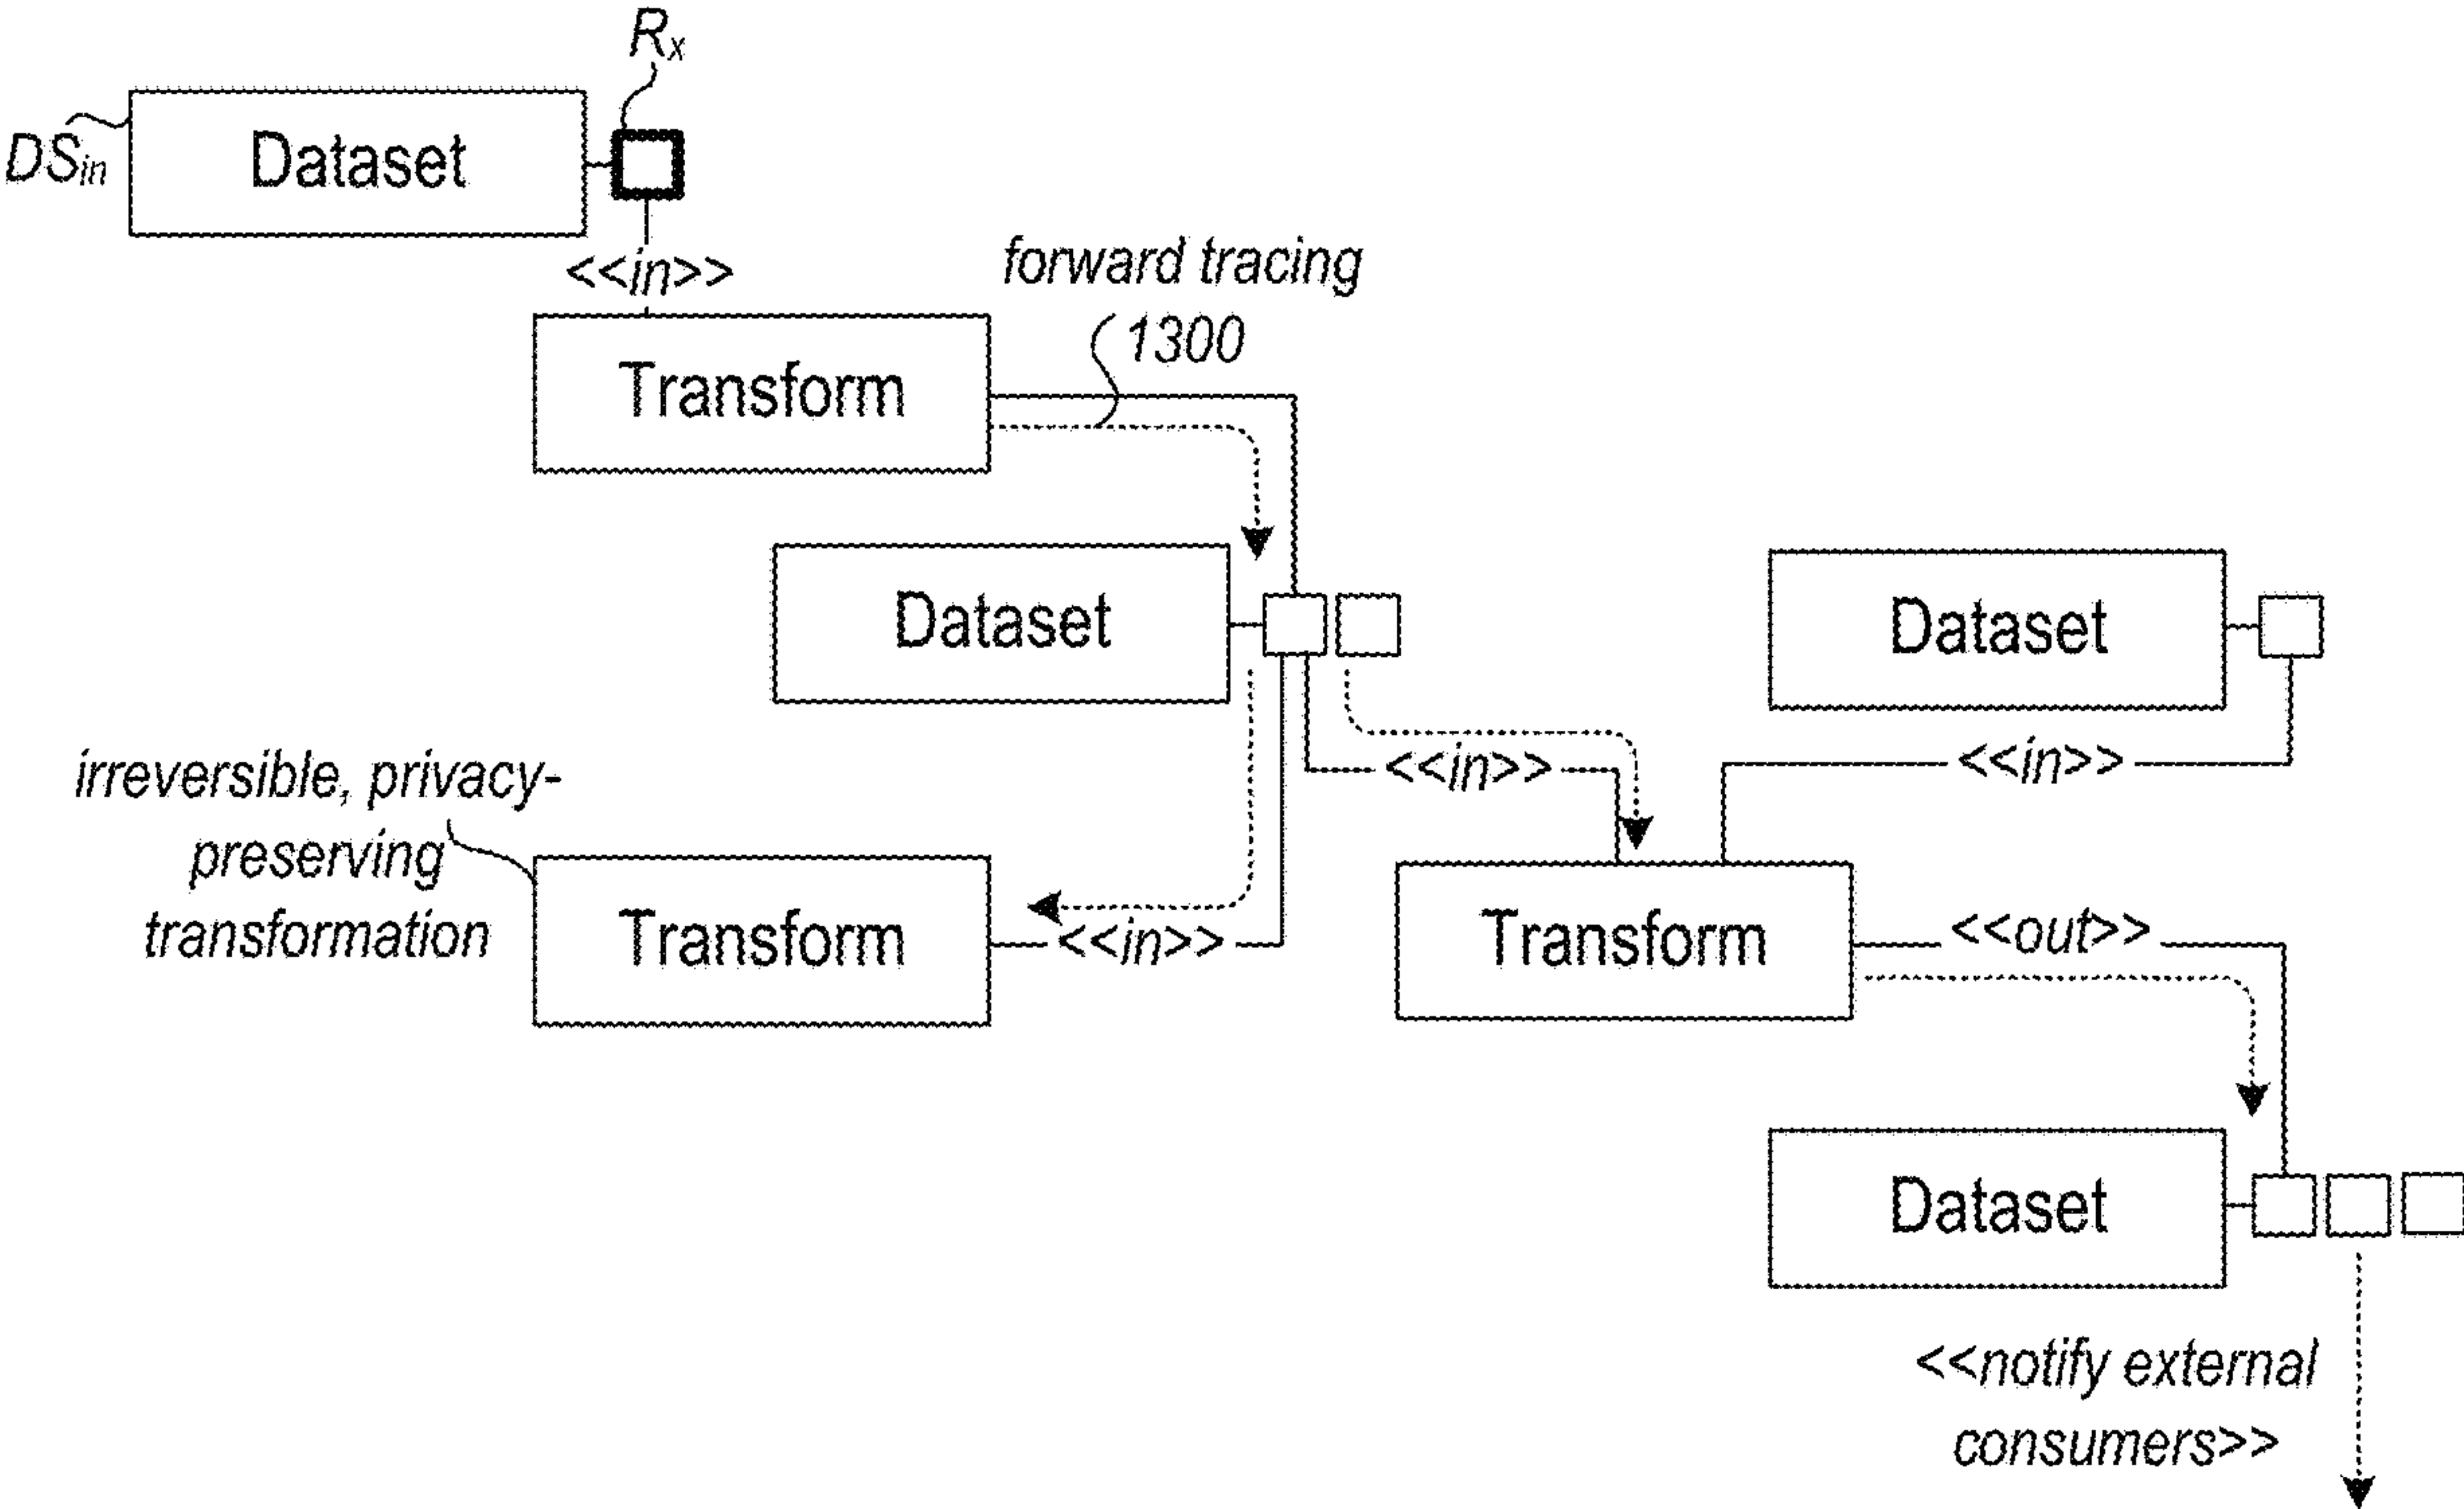 Rx
DSin
Dataset
<<in>>
forward tracing
1300
Transform
Dataset
Dataset
<<in>>
<<in>>
irreversible, privacy-
preserving
transformation
Transform
<<in>>
Transform
<<out>>
Dataset
<<notify external
consumers>>